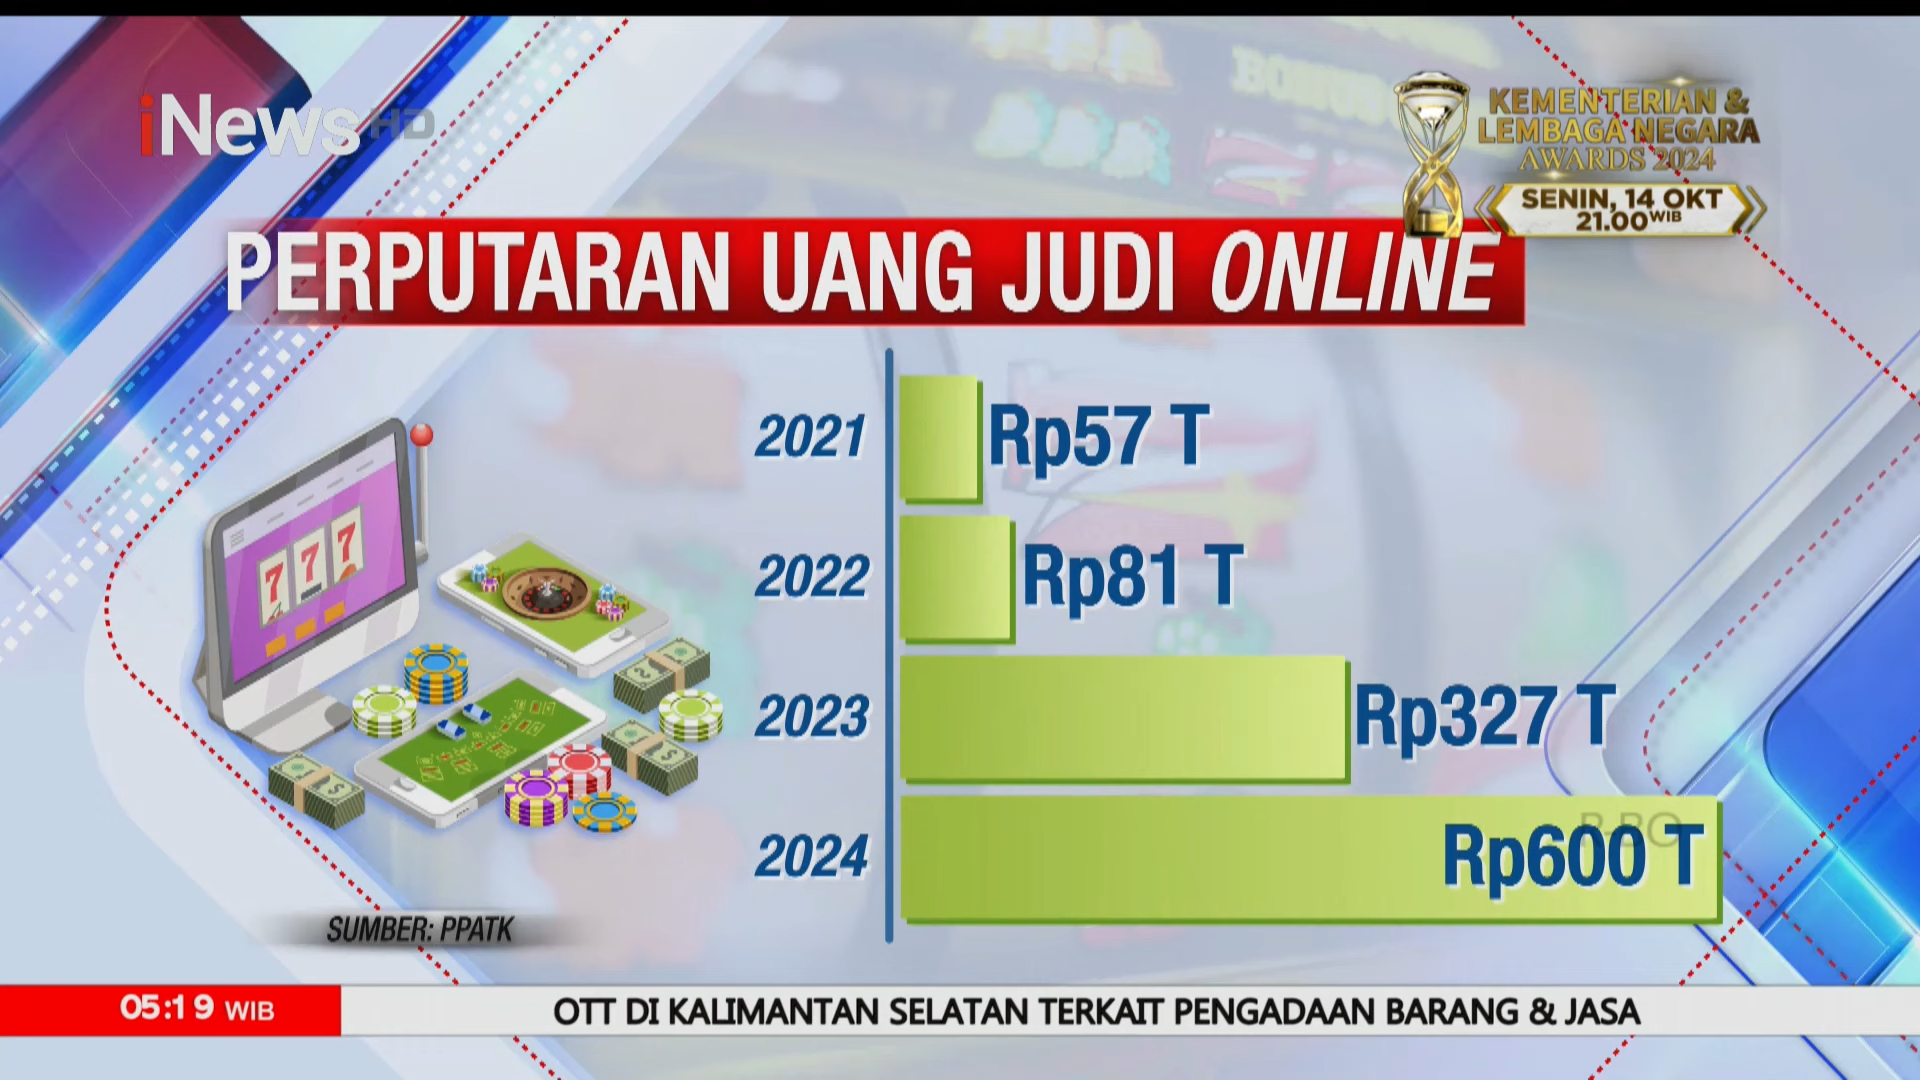 iNews HD
KEMENTERIAN &
LEMBAGA NEGARA
AWARDS 2024
SENIN, 14 OKT
21.00 WIB
PERPUTARAN UANG JUDI ONLINE
2021 Rp57 T
2022 Rp81 T
2023 Rp327 T
2024 Rp600 T
777
SUMBER: PPATK
05:19 WIB
OTT DI KALIMANTAN SELATAN TERKAIT PENGADAAN BARANG & JASA